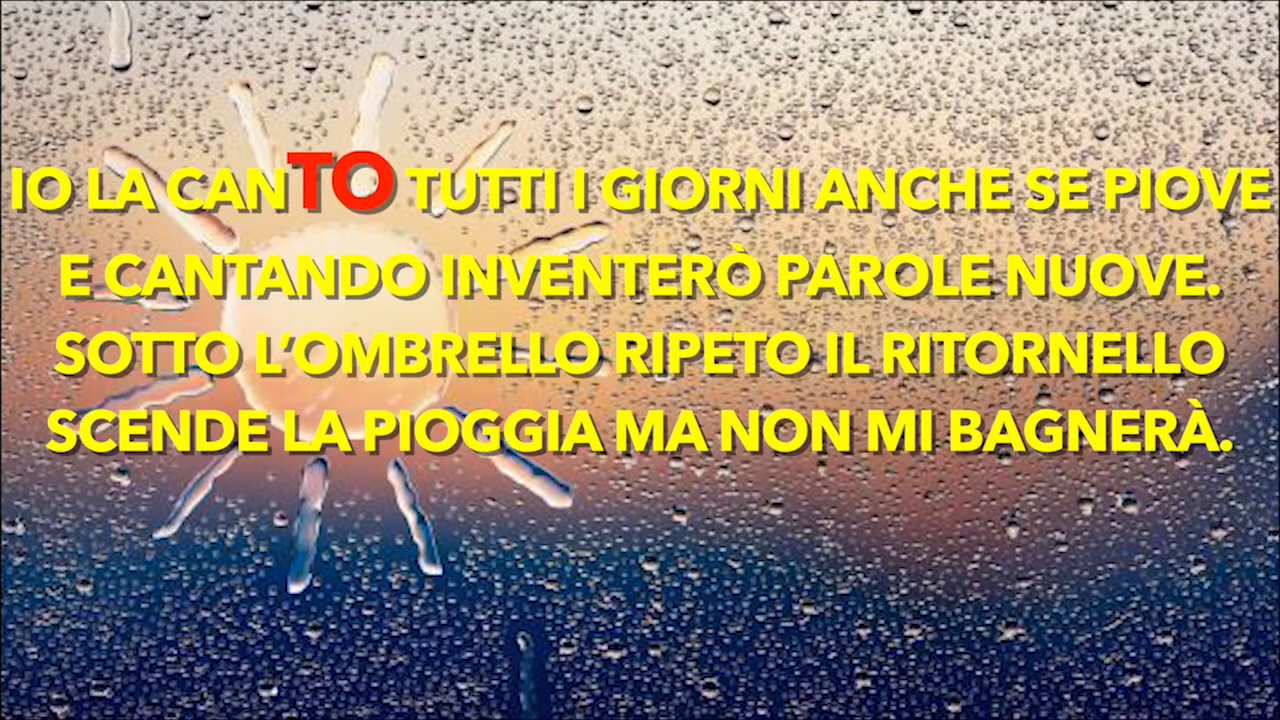 IO LA CANTO TUTTI I GIORNI ANCHE SE PIOVE
E CANTANDO INVENTERÒ PAROLE NUOVE.
SOTTO L’OMBRELLO RIPETO IL RITORNELLO
SCENDE LA PIOGGIA MA NON MI BAGNERÀ.